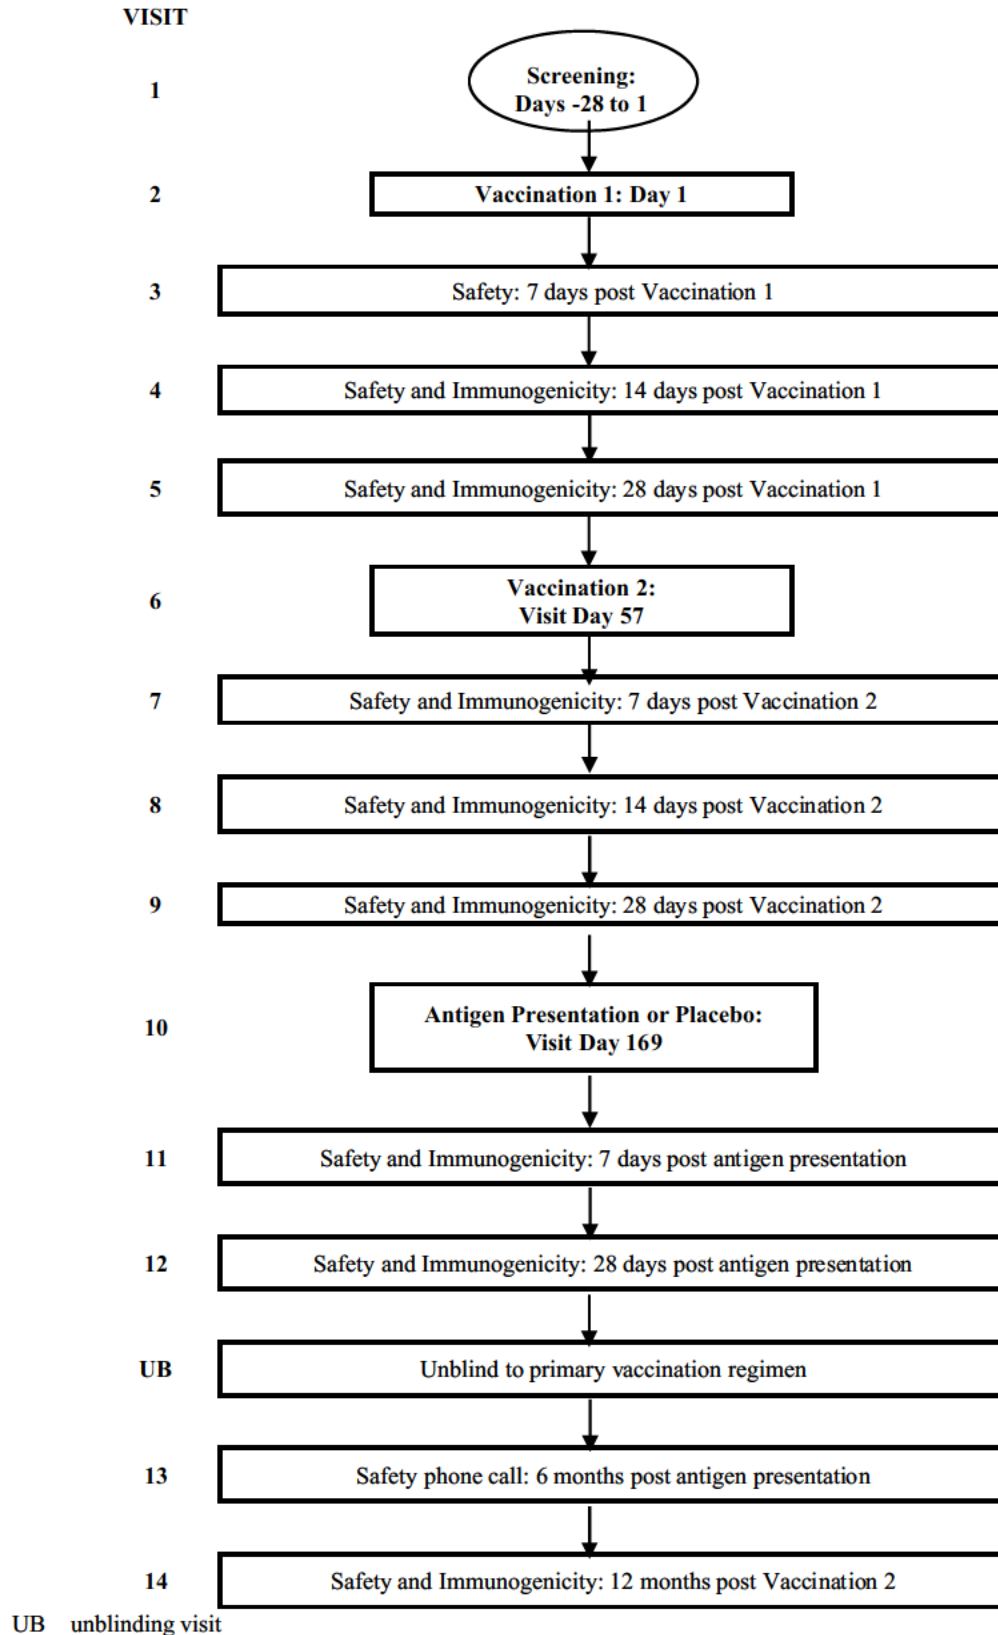 VISIT
1
Screening:
Days -28 to 1
2
Vaccination 1: Day 1
3
Safety: 7 days post Vaccination 1
4
Safety and Immunogenicity: 14 days post Vaccination 1
5
Safety and Immunogenicity: 28 days post Vaccination 1
6
Vaccination 2:
Visit Day 57
7
Safety and Immunogenicity: 7 days post Vaccination 2
8
Safety and Immunogenicity: 14 days post Vaccination 2
9
Safety and Immunogenicity: 28 days post Vaccination 2
10
Antigen Presentation or Placebo:
Visit Day 169
11
Safety and Immunogenicity: 7 days post antigen presentation
12
Safety and Immunogenicity: 28 days post antigen presentation
UB
Unblind to primary vaccination regimen
13
Safety phone call: 6 months post antigen presentation
14
Safety and Immunogenicity: 12 months post Vaccination 2
UB unblinding visit